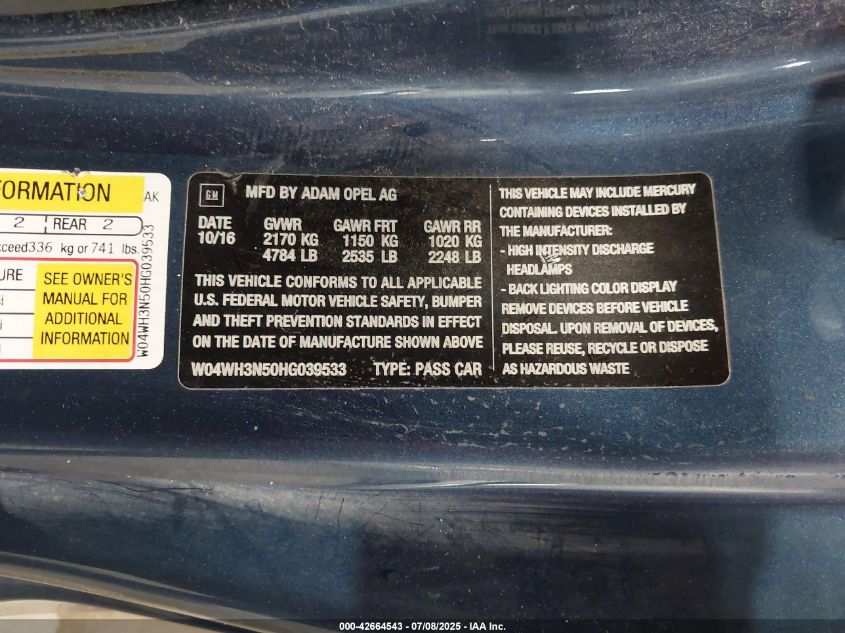 FORMATION
AK
2 REAR 2
xceed 336 kg or 741 lbs.
URE
SEE OWNER'S
MANUAL FOR
ADDITIONAL
INFORMATION
W04WH3N50HG039533
GM MFD BY ADAM OPEL AG
DATE GVWR GAWR FRT GAWR RR
10/16 2170 KG 1150 KG 1020 KG
4784 LB 2535 LB 2248 LB
THIS VEHICLE CONFORMS TO ALL APPLICABLE
U.S. FEDERAL MOTOR VEHICLE SAFETY, BUMPER
AND THEFT PREVENTION STANDARDS IN EFFECT
ON THE DATE OF MANUFACTURE SHOWN ABOVE
W04WH3N50HG039533 TYPE: PASS CAR
THIS VEHICLE MAY INCLUDE MERCURY
CONTAINING DEVICES INSTALLED BY
THE MANUFACTURER:
- HIGH INTENSITY DISCHARGE
HEADLAMPS
- BACK LIGHTING COLOR DISPLAY
REMOVE DEVICES BEFORE VEHICLE
DISPOSAL. UPON REMOVAL OF DEVICES,
PLEASE REUSE, RECYCLE OR DISPOSE
AS HAZARDOUS WASTE
000-42664543 | 07/08/2025 | IAA Inc.